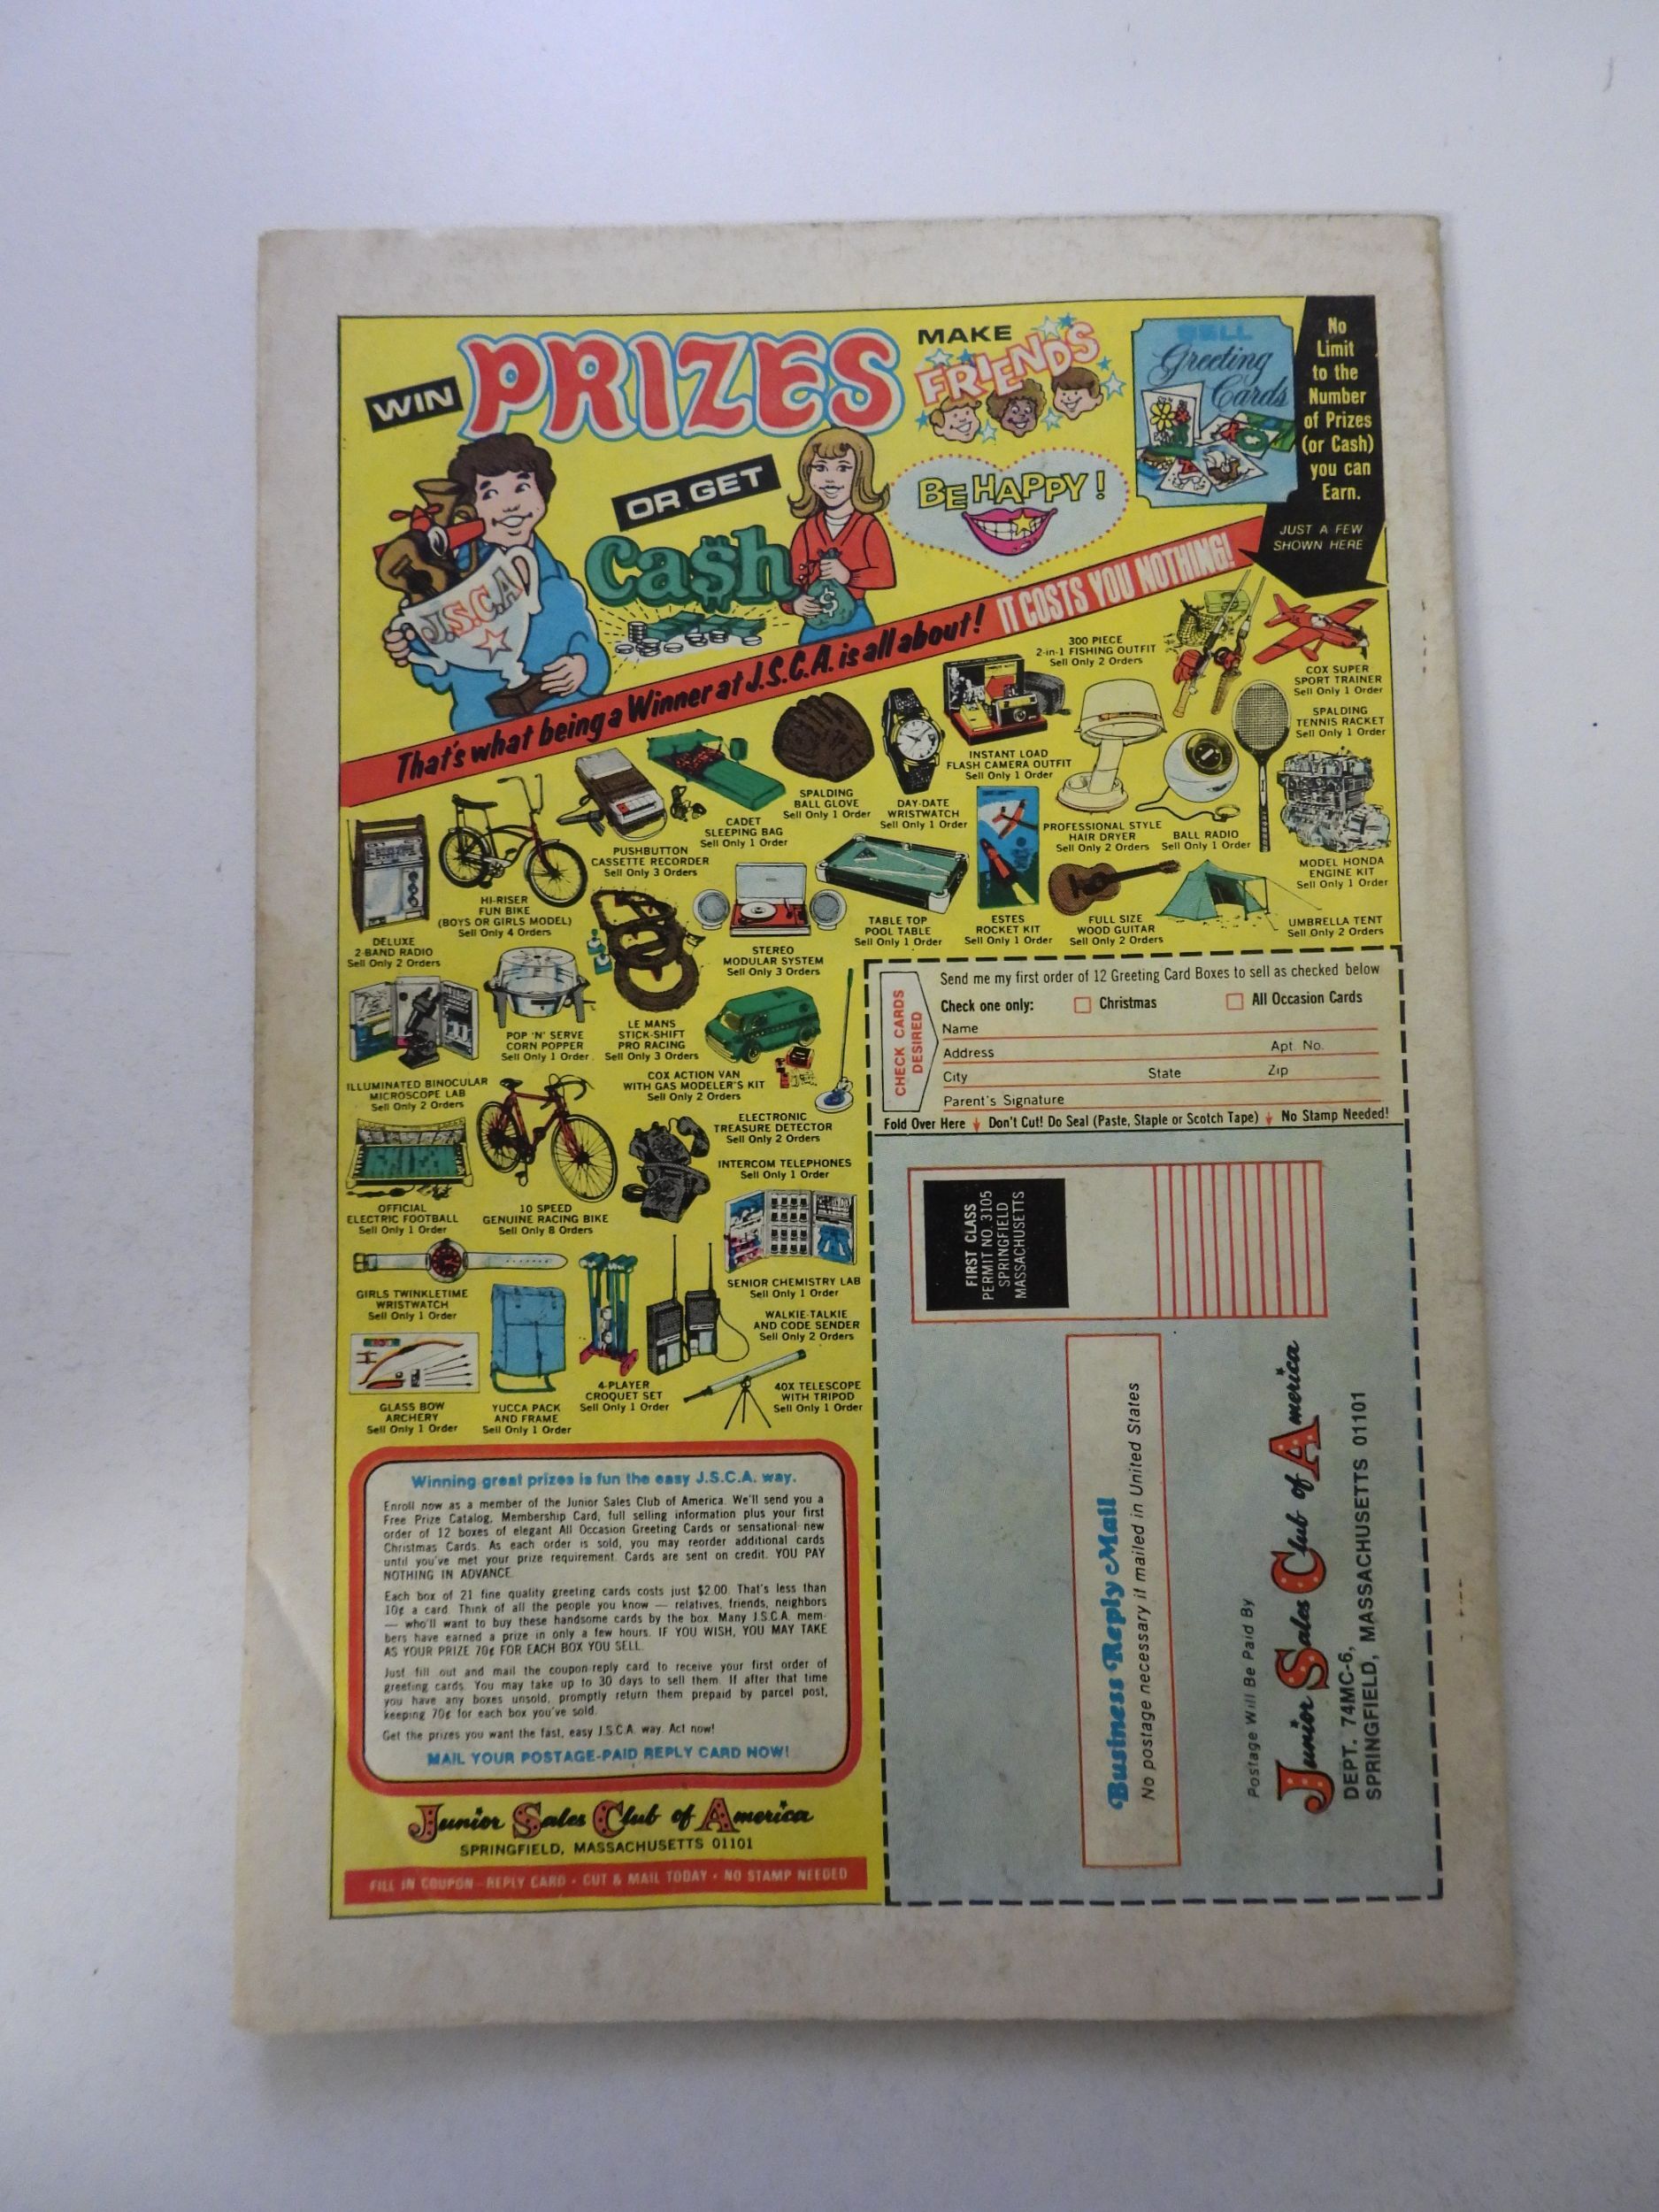 WIN PRIZES
MAKE
FRIENDS
SELL
Greeting
Cards
No
Limit
to the
Number
of Prizes
(or Cash)
you can
Earn.
JUST A FEW
SHOWN HERE
OR GET
Ca$h
BE HAPPY!
J.S.C.A.
$
That's what being a Winner at J.S.C.A. is all about! IT COSTS YOU NOTHING!
300 PIECE
2-in-1 FISHING OUTFIT
Sell Only 2 Orders
COX SUPER
SPORT TRAINER
Sell Only 1 Order
SPALDING
TENNIS RACKET
Sell Only 1 Order
INSTANT LOAD
FLASH CAMERA OUTFIT
Sell Only 1 Order
SPALDING
BALL GLOVE
Sell Only 1 Order
DAY-DATE
WRISTWATCH
Sell Only 1 Order
CADET
SLEEPING BAG
Sell Only 1 Order
PROFESSIONAL STYLE
HAIR DRYER
Sell Only 2 Orders
BALL RADIO
Sell Only 1 Order
PUSHBUTTON
CASSETTE RECORDER
Sell Only 3 Orders
MODEL HONDA
ENGINE KIT
Sell Only 1 Order
HI-RISER
FUN BIKE
(BOYS OR GIRLS MODEL)
Sell Only 4 Orders
TABLE TOP
POOL TABLE
Sell Only 1 Order
ESTES
ROCKET KIT
Sell Only 1 Order
FULL SIZE
WOOD GUITAR
Sell Only 2 Orders
UMBRELLA TENT
Sell Only 2 Orders
DELUXE
2-BAND RADIO
Sell Only 2 Orders
STEREO
MODULAR SYSTEM
Sell Only 3 Orders
POP 'N' SERVE
CORN POPPER
Sell Only 1 Order
LE MANS
STICK-SHIFT
PRO RACING
Sell Only 3 Orders
ILLUMINATED BINOCULAR
MICROSCOPE LAB
Sell Only 2 Orders
COX ACTION VAN
WITH GAS MODELER'S KIT
Sell Only 2 Orders
ELECTRONIC
TREASURE DETECTOR
Sell Only 2 Orders
INTERCOM TELEPHONES
Sell Only 1 Order
OFFICIAL
ELECTRIC FOOTBALL
Sell Only 1 Order
10 SPEED
GENUINE RACING BIKE
Sell Only 8 Orders
SENIOR CHEMISTRY LAB
Sell Only 1 Order
GIRLS TWINKLETIME
WRISTWATCH
Sell Only 1 Order
WALKIE-TALKIE
AND CODE SENDER
Sell Only 2 Orders
GLASS BOW
ARCHERY
Sell Only 1 Order
YUCCA PACK
AND FRAME
Sell Only 1 Order
4-PLAYER
CROQUET SET
Sell Only 1 Order
40X TELESCOPE
WITH TRIPOD
Sell Only 1 Order
Winning great prizes is fun the easy J.S.C.A. way.
Enroll now as a member of the Junior Sales Club of America. We'll send you a
Free Prize Catalog, Membership Card, full selling information plus your first
order of 12 boxes of elegant All Occasion Greeting Cards or sensational new
Christmas Cards. As each order is sold, you may reorder additional cards
until you've met your prize requirement. Cards are sent on credit. YOU PAY
NOTHING IN ADVANCE.
Each box of 21 fine quality greeting cards costs just $2.00. That's less than
10¢ a card. Think of all the people you know — relatives, friends, neighbors
— who'll want to buy these handsome cards by the box. Many J.S.C.A. mem-
bers have earned a prize in only a few hours. IF YOU WISH, YOU MAY TAKE
AS YOUR PRIZE 70¢ FOR EACH BOX YOU SELL.
Just fill out and mail the coupon-reply card to receive your first order of
greeting cards. You may take up to 30 days to sell them. If after that time
you have any boxes unsold, promptly return them prepaid by parcel post,
keeping 70¢ for each box you've sold.
Get the prizes you want the fast, easy J.S.C.A. way. Act now!
MAIL YOUR POSTAGE-PAID REPLY CARD NOW!
Junior Sales Club of America
SPRINGFIELD, MASSACHUSETTS 01101
FILL IN COUPON - REPLY CARD • CUT & MAIL TODAY • NO STAMP NEEDED
CHECK CARDS
DESIRED
Send me my first order of 12 Greeting Card Boxes to sell as checked below
Check one only: Christmas All Occasion Cards
Name
Address Apt. No.
City State Zip
Parent's Signature
Fold Over Here Don't Cut! Do Seal (Paste, Staple or Scotch Tape) No Stamp Needed!
FIRST CLASS
PERMIT NO. 3105
SPRINGFIELD
MASSACHUSETTS
Business Reply Mail
No postage necessary if mailed in United States
Postage Will Be Paid By
Junior Sales Club of America
DEPT. 74MC-6,
SPRINGFIELD, MASSACHUSETTS 01101